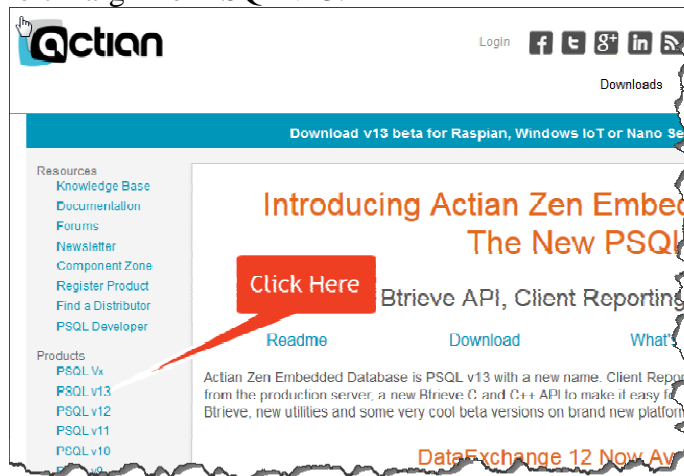 actian
Login
Downloads
Download v13 beta for Raspian, Windows IoT or Nano Se
Resources
Knowledge Base
Documentation
Forums
Newsletter
Component Zone
Register Product
Find a Distributor
PSQL Developer
Products
PSQL Vx
PSQL v13
PSQL v12
PSQL v11
PSQL v10
PSQL v9
Introducing Actian Zen Embed
The New PSQL
Click Here
Btrieve API, Client Reporting
Readme
Download
What's
Actian Zen Embedded Database is PSQL v13 with a new name. Client Repor
from the production server, a new Btrieve C and C++ API to make it easy fo
Btrieve, new utilities and some very cool beta versions on brand new platform
DataExchange 12 Now Av